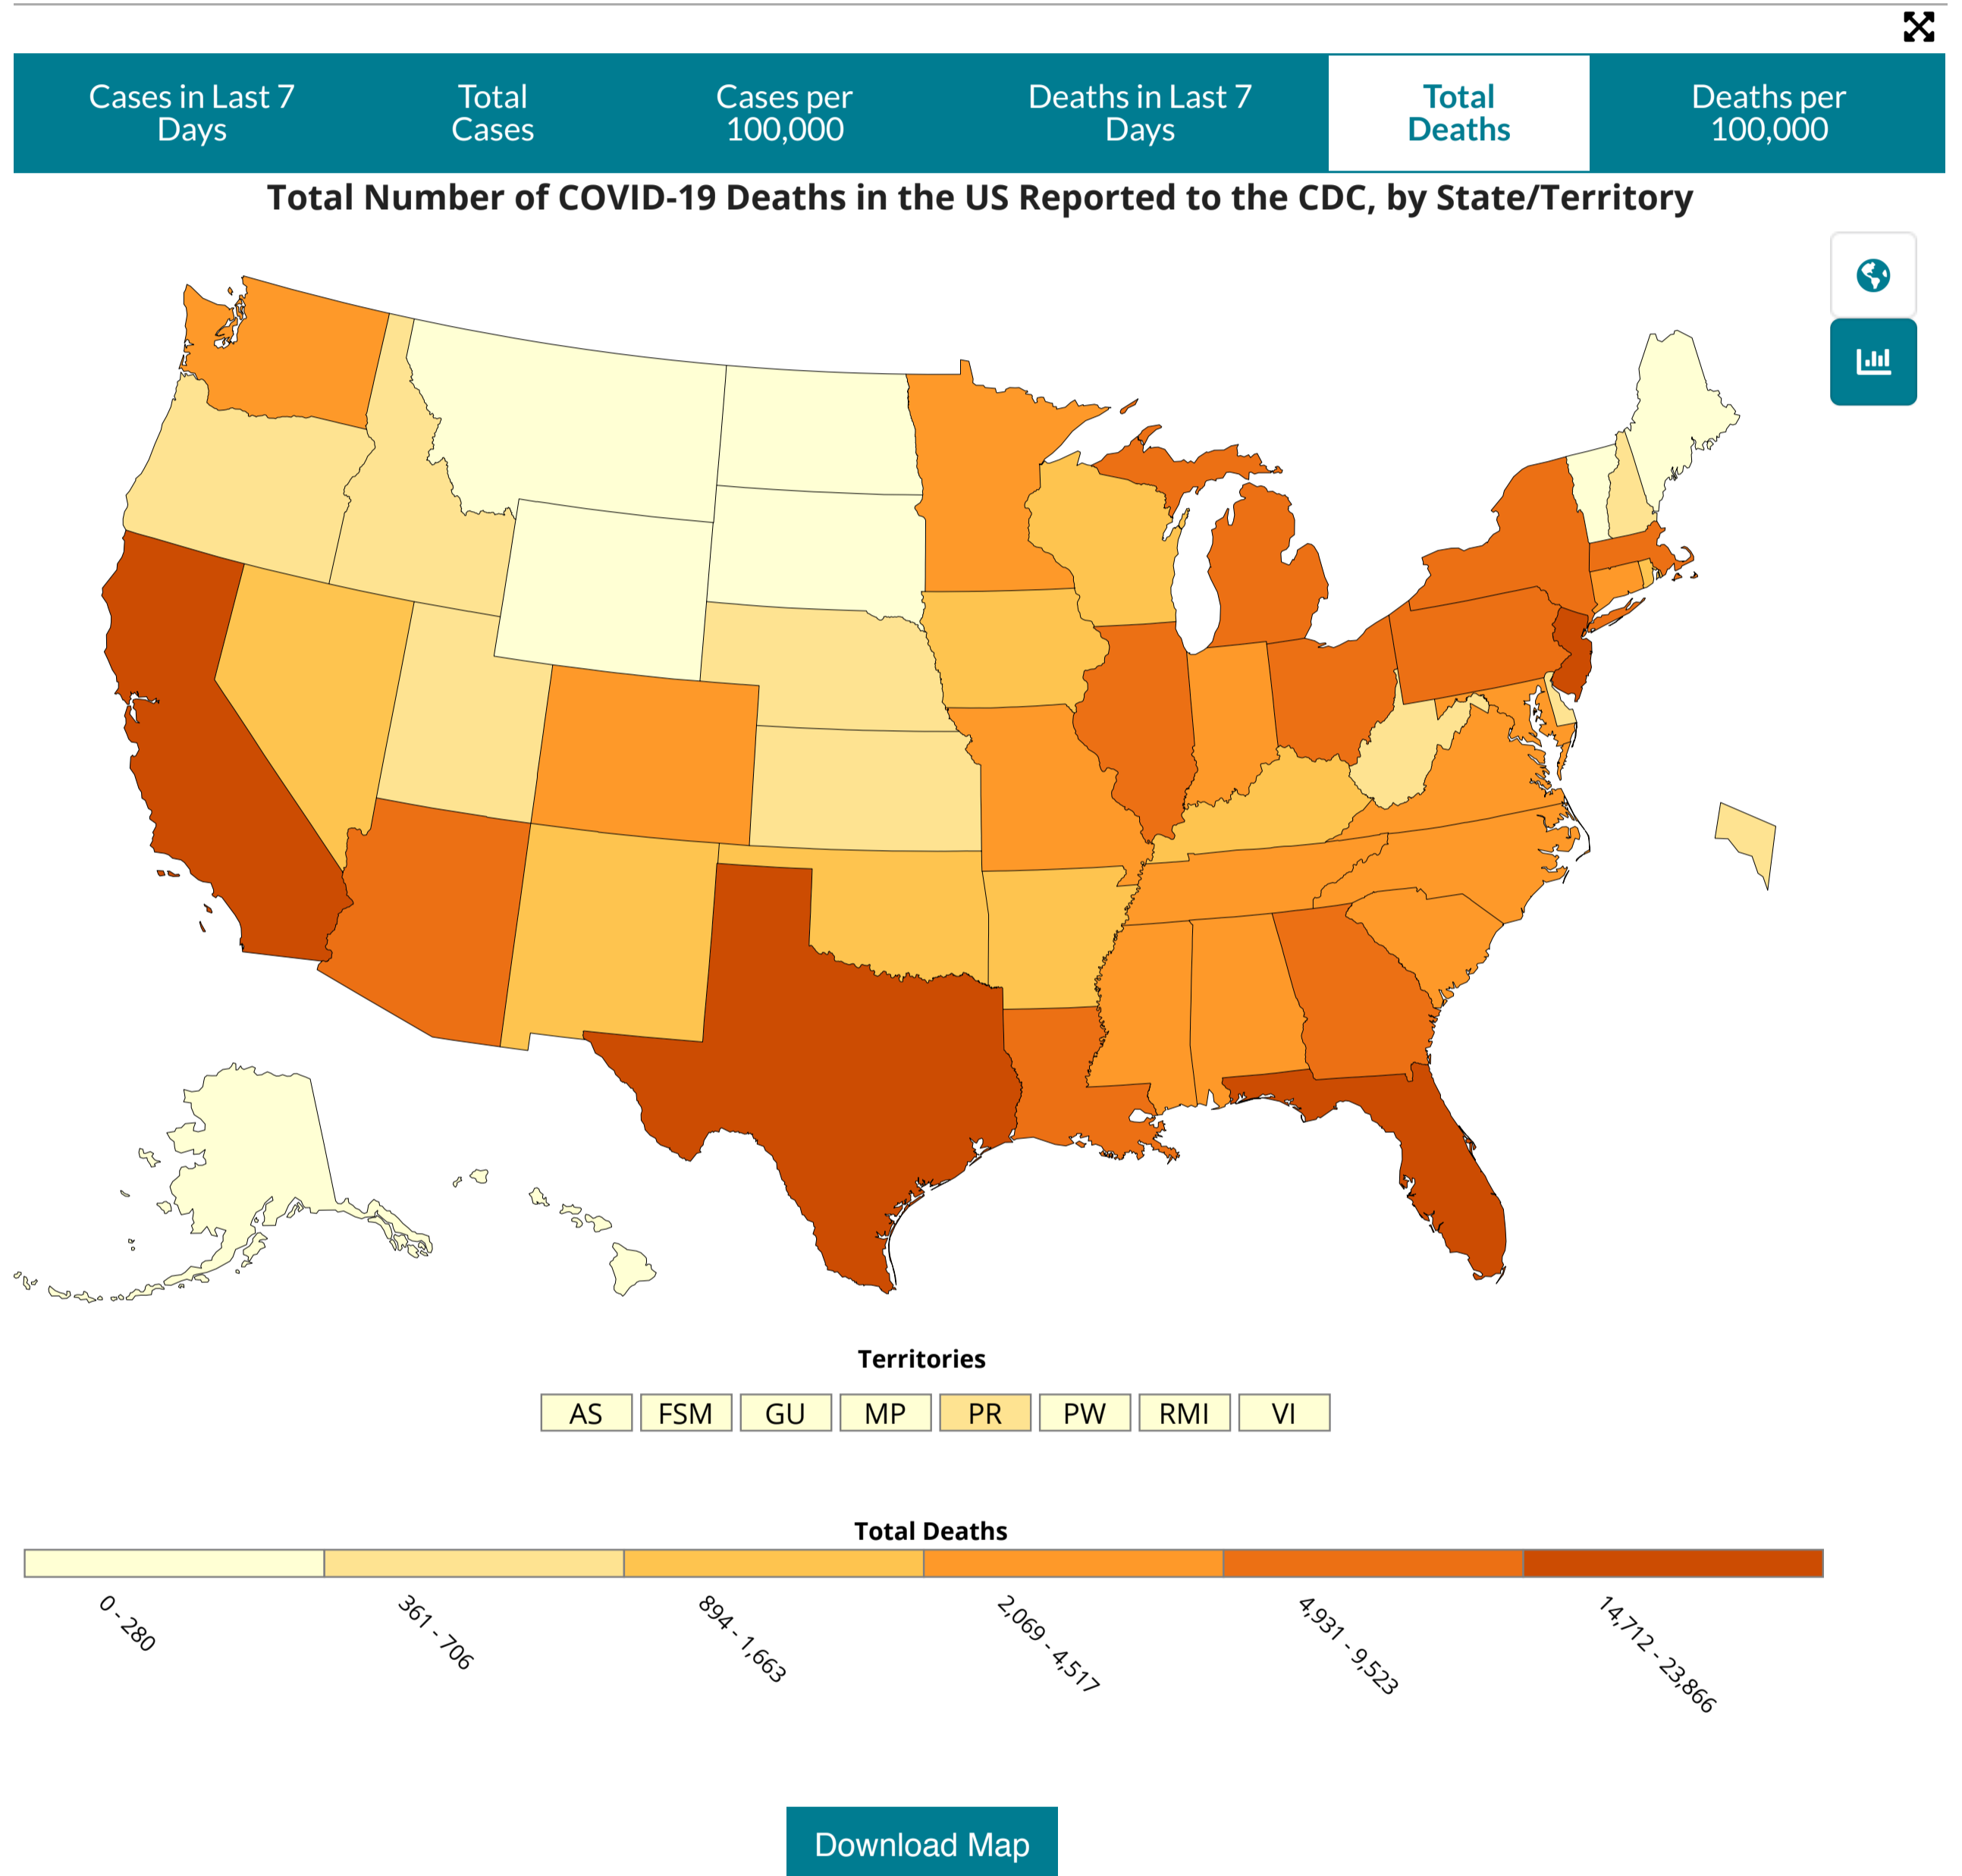 Cases in Last 7
Days
Total
Cases
Cases per
100,000
Deaths in Last 7
Days
Total
Deaths
Deaths per
100,000
Total Number of COVID-19 Deaths in the US Reported to the CDC, by State/Territory
Territories
AS FSM GU MP PR PW RMI VI
Total Deaths
0 - 280
361 - 706
894 - 1,663
2,069 - 4,517
4,931 - 9,523
14,712 - 23,866
Download Map